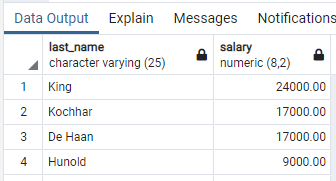 Data Output Explain Messages Notifications
last_name salary
character varying (25) numeric (8,2)
1 King 24000.00
2 Kochhar 17000.00
3 De Haan 17000.00
4 Hunold 9000.00